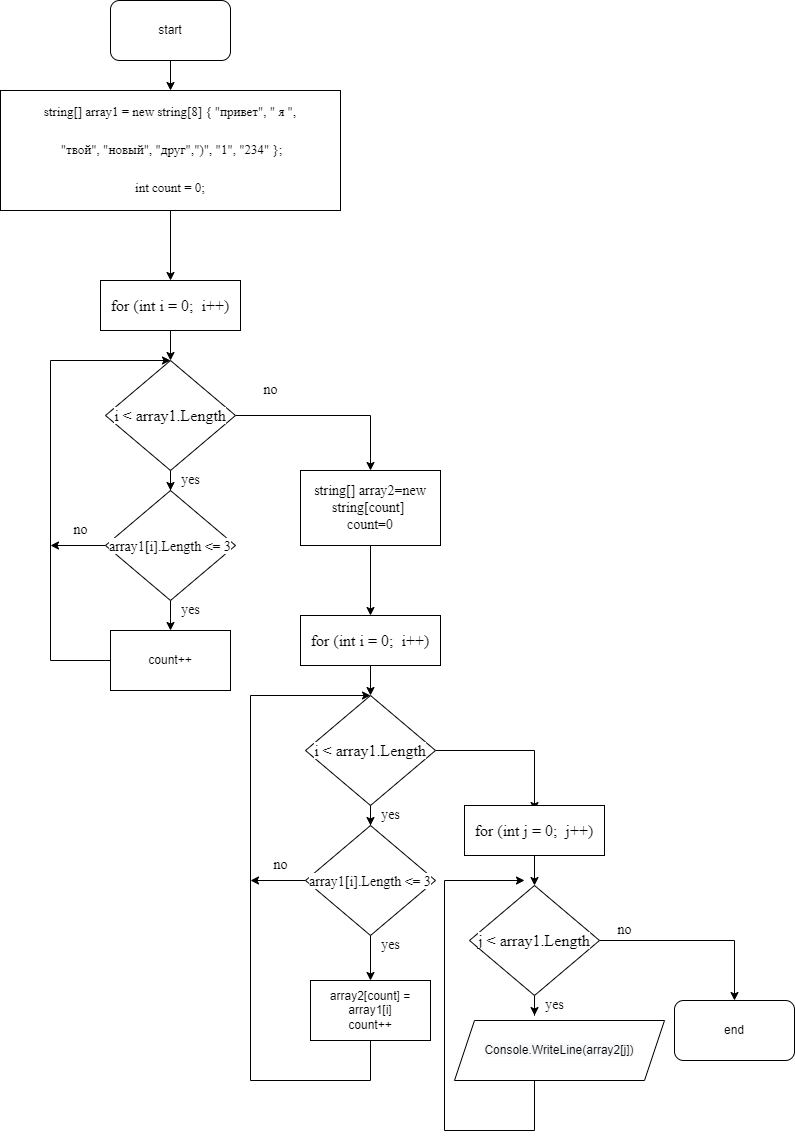 start
string[] array1 = new string[8] { "привет", " я ",
"твой", "новый", "друг",")", "1", "234" };
int count = 0;
for (int i = 0;  i++)
i < array1.Length
no
yes
array1[i].Length <= 3
no
yes
count++
string[] array2=new
string[count]
count=0
for (int i = 0;  i++)
i < array1.Length
yes
array1[i].Length <= 3
no
yes
array2[count] =
array1[i]
count++
for (int j = 0;  j++)
j < array1.Length
no
yes
Console.WriteLine(array2[j])
end